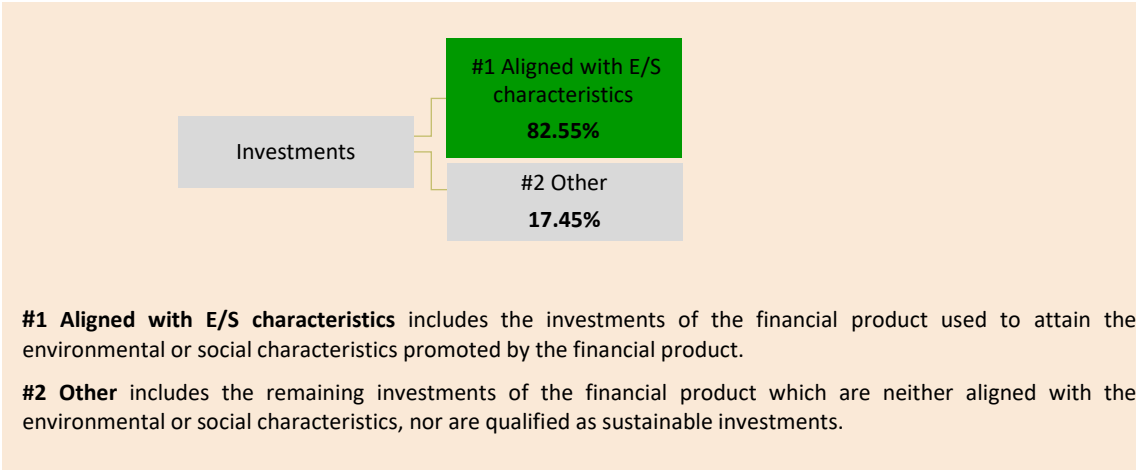 #1 Aligned with E/S
characteristics
82.55%
Investments
#2 Other
17.45%
#1 Aligned with E/S characteristics includes the investments of the financial product used to attain the
environmental or social characteristics promoted by the financial product.
#2 Other includes the remaining investments of the financial product which are neither aligned with the
environmental or social characteristics, nor are qualified as sustainable investments.